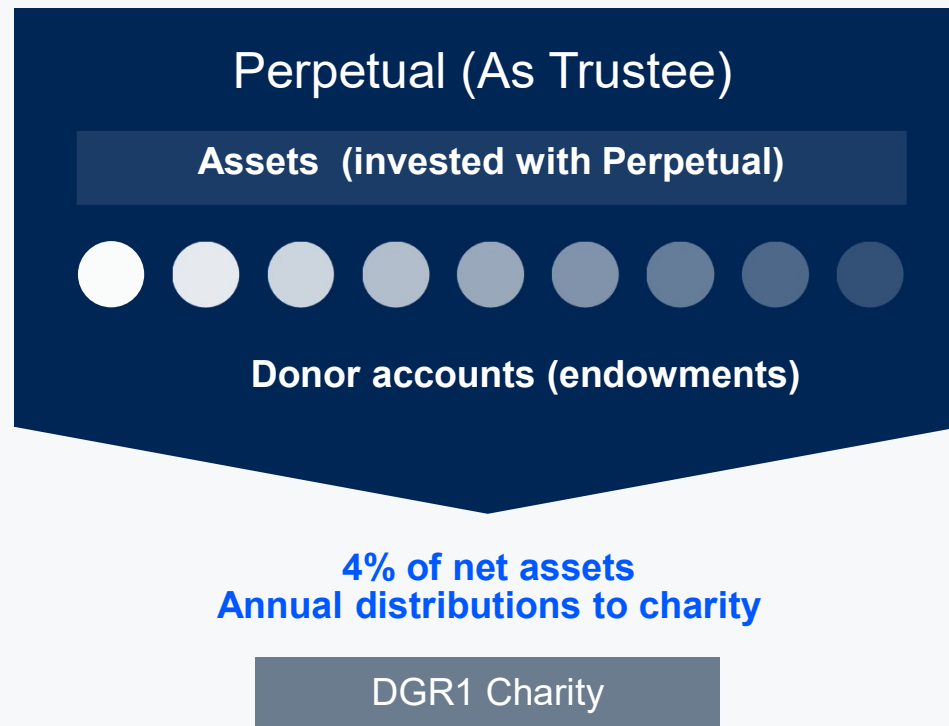 Perpetual (As Trustee)
Assets (invested with Perpetual)
Donor accounts (endowments)
4% of net assets
Annual distributions to charity
DGR1 Charity